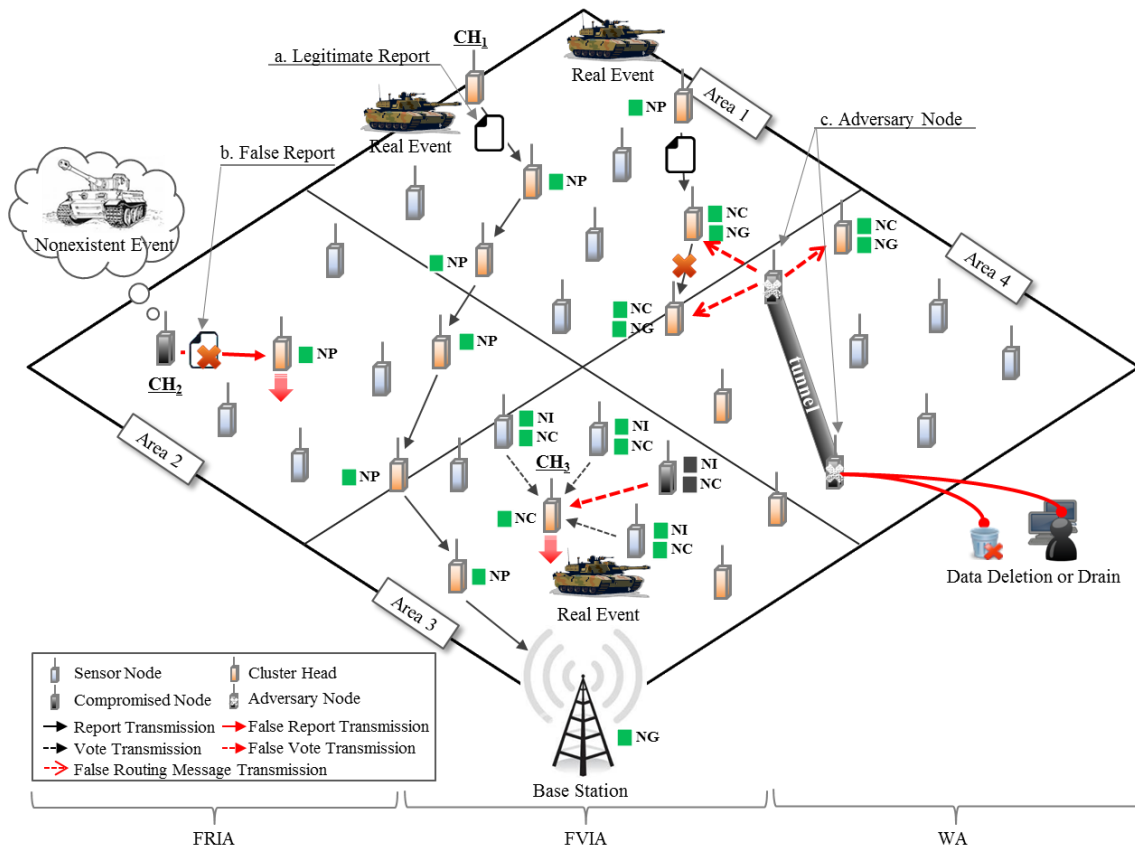 CH1
a. Legitimate Report
Real Event
NP
Area 1
c. Adversary Node
Real Event
b. False Report
NP
NC
NG
NC
NG
Nonexistent Event
NP
Area 4
NC
NG
NP
NP
CH2
tunnel
Area 2
NI
NC
NI
NC
CH3
NI
NC
NP
NC
NI
NC
NP
Data Deletion or Drain
Real Event
Area 3
Sensor Node
Cluster Head
Compromised Node
Adversary Node
Report Transmission
False Report Transmission
Vote Transmission
False Vote Transmission
False Routing Message Transmission
NG
Base Station
FRIA
FVIA
WA